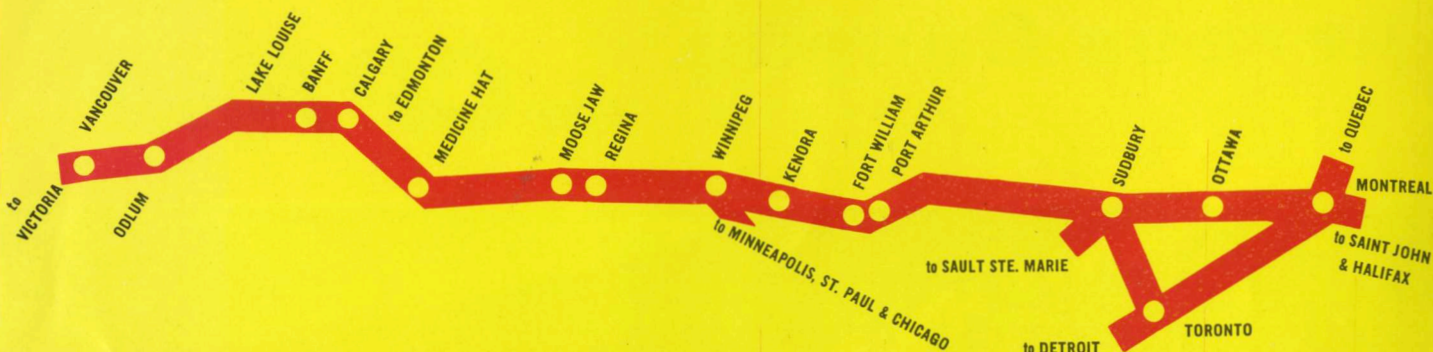 to
VICTORIA
VANCOUVER
ODLUM
LAKE LOUISE
BANFF
CALGARY
to EDMONTON
MEDICINE HAT
MOOSE JAW
REGINA
WINNIPEG
to MINNEAPOLIS, ST. PAUL & CHICAGO
KENORA
FORT WILLIAM
PORT ARTHUR
to SAULT STE. MARIE
SUDBURY
OTTAWA
to QUEBEC
MONTREAL
to SAINT JOHN
& HALIFAX
TORONTO
to DETROIT